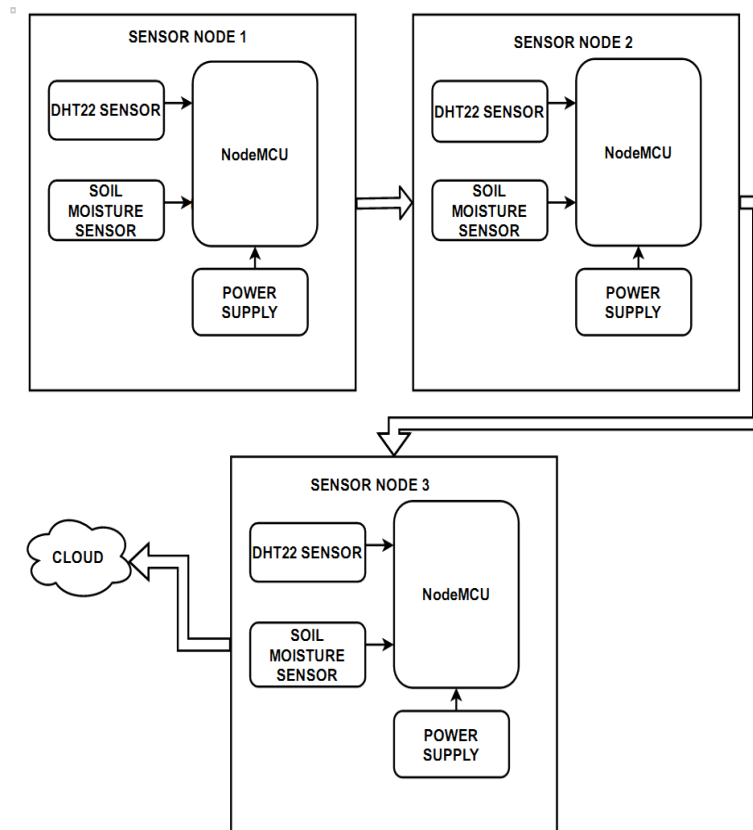 SENSOR NODE 1
DHT22 SENSOR
NodeMCU
SOIL
MOISTURE
SENSOR
POWER
SUPPLY
SENSOR NODE 2
DHT22 SENSOR
NodeMCU
SOIL
MOISTURE
SENSOR
POWER
SUPPLY
SENSOR NODE 3
DHT22 SENSOR
NodeMCU
SOIL
MOISTURE
SENSOR
POWER
SUPPLY
CLOUD